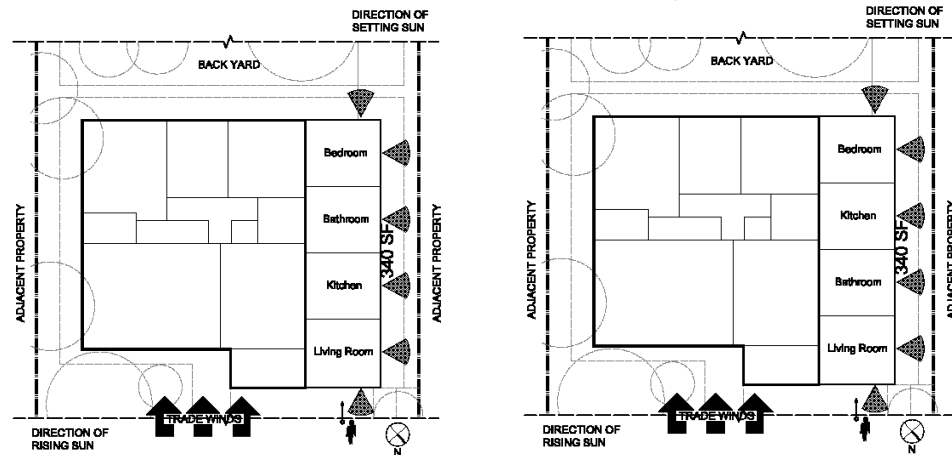 DIRECTION OF
SETTING SUN
BACK YARD
Bedroom
Bathroom
Kitchen
Living Room
340 SF
ADJACENT PROPERTY
ADJACENT PROPERTY
TRADE WINDS
DIRECTION OF
RISING SUN
N
DIRECTION OF
SETTING SUN
BACK YARD
Bedroom
Kitchen
Bathroom
Living Room
340 SF
ADJACENT PROPERTY
ADJACENT PROPERTY
TRADE WINDS
DIRECTION OF
RISING SUN
N